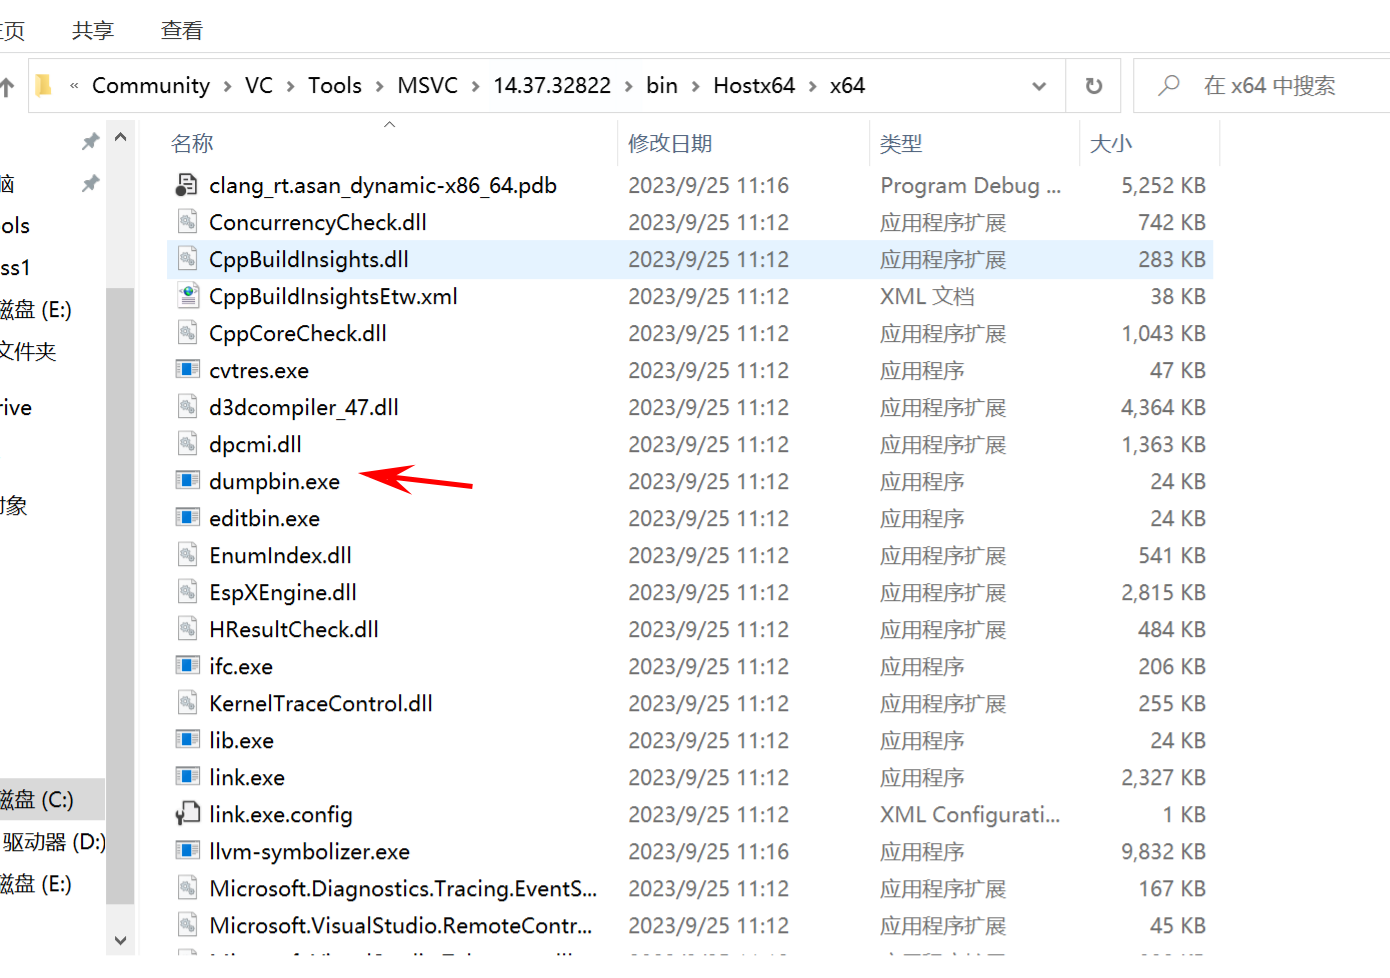 主页 共享 查看
« Community > VC > Tools > MSVC > 14.37.32822 > bin > Hostx64 > x64 在 x64 中搜索
名称 修改日期 类型 大小
clang_rt.asan_dynamic-x86_64.pdb 2023/9/25 11:16 Program Debug ... 5,252 KB
脑
ConcurrencyCheck.dll 2023/9/25 11:12 应用程序扩展 742 KB
ols
CppBuildInsights.dll 2023/9/25 11:12 应用程序扩展 283 KB
ss1
CppBuildInsightsEtw.xml 2023/9/25 11:12 XML 文档 38 KB
磁盘 (E:)
CppCoreCheck.dll 2023/9/25 11:12 应用程序扩展 1,043 KB
文件夹
cvtres.exe 2023/9/25 11:12 应用程序 47 KB
rive
d3dcompiler_47.dll 2023/9/25 11:12 应用程序扩展 4,364 KB
dpcmi.dll 2023/9/25 11:12 应用程序扩展 1,363 KB
dumpbin.exe 2023/9/25 11:12 应用程序 24 KB
对象
editbin.exe 2023/9/25 11:12 应用程序 24 KB
EnumIndex.dll 2023/9/25 11:12 应用程序扩展 541 KB
EspXEngine.dll 2023/9/25 11:12 应用程序扩展 2,815 KB
HResultCheck.dll 2023/9/25 11:12 应用程序扩展 484 KB
ifc.exe 2023/9/25 11:12 应用程序 206 KB
KernelTraceControl.dll 2023/9/25 11:12 应用程序扩展 255 KB
lib.exe 2023/9/25 11:12 应用程序 24 KB
link.exe 2023/9/25 11:12 应用程序 2,327 KB
磁盘 (C:)
link.exe.config 2023/9/25 11:12 XML Configurati... 1 KB
驱动器 (D:)
llvm-symbolizer.exe 2023/9/25 11:16 应用程序 9,832 KB
磁盘 (E:)
Microsoft.Diagnostics.Tracing.EventS... 2023/9/25 11:12 应用程序扩展 167 KB
Microsoft.VisualStudio.RemoteContr... 2023/9/25 11:12 应用程序扩展 45 KB